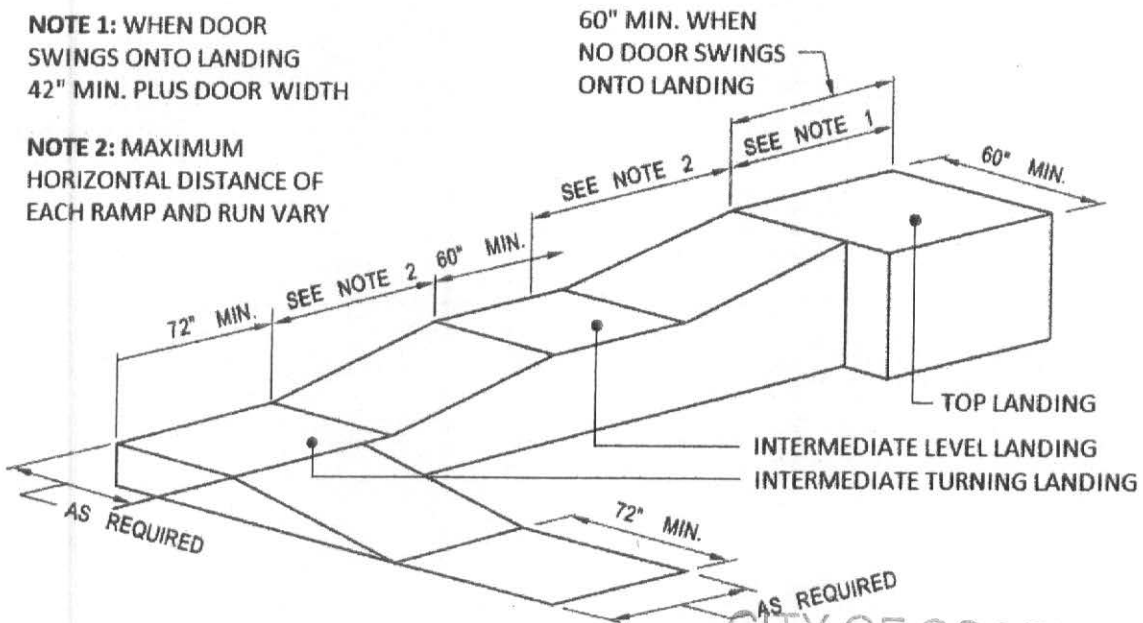 NOTE 1: WHEN DOOR
SWINGS ONTO LANDING
42" MIN. PLUS DOOR WIDTH
NOTE 2: MAXIMUM
HORIZONTAL DISTANCE OF
EACH RAMP AND RUN VARY
60" MIN. WHEN
NO DOOR SWINGS
ONTO LANDING
SEE NOTE 1
60" MIN.
SEE NOTE 2
60" MIN.
SEE NOTE 2
72" MIN.
TOP LANDING
INTERMEDIATE LEVEL LANDING
INTERMEDIATE TURNING LANDING
AS REQUIRED
72" MIN.
AS REQUIRED
CITY OF